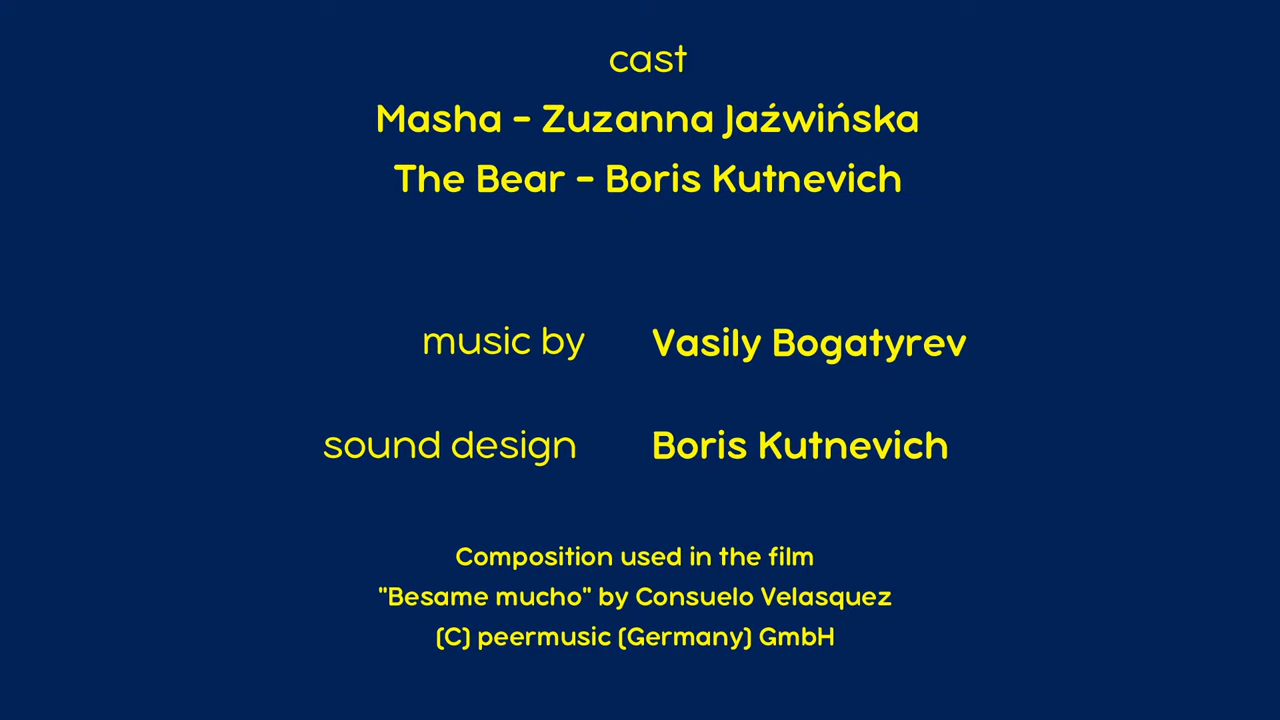 cast
Masha - Zuzanna Jaźwińska
The Bear - Boris Kutnevich
music by Vasily Bogatyrev
sound design Boris Kutnevich
Composition used in the film
"Besame mucho" by Consuelo Velasquez
(C) peermusic (Germany) GmbH